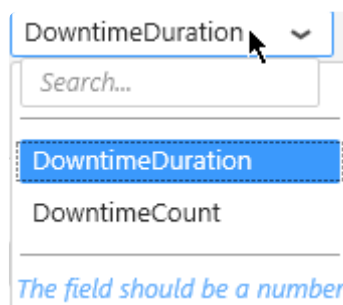 DowntimeDuration
Search...
DowntimeDuration
DowntimeCount
The field should be a number